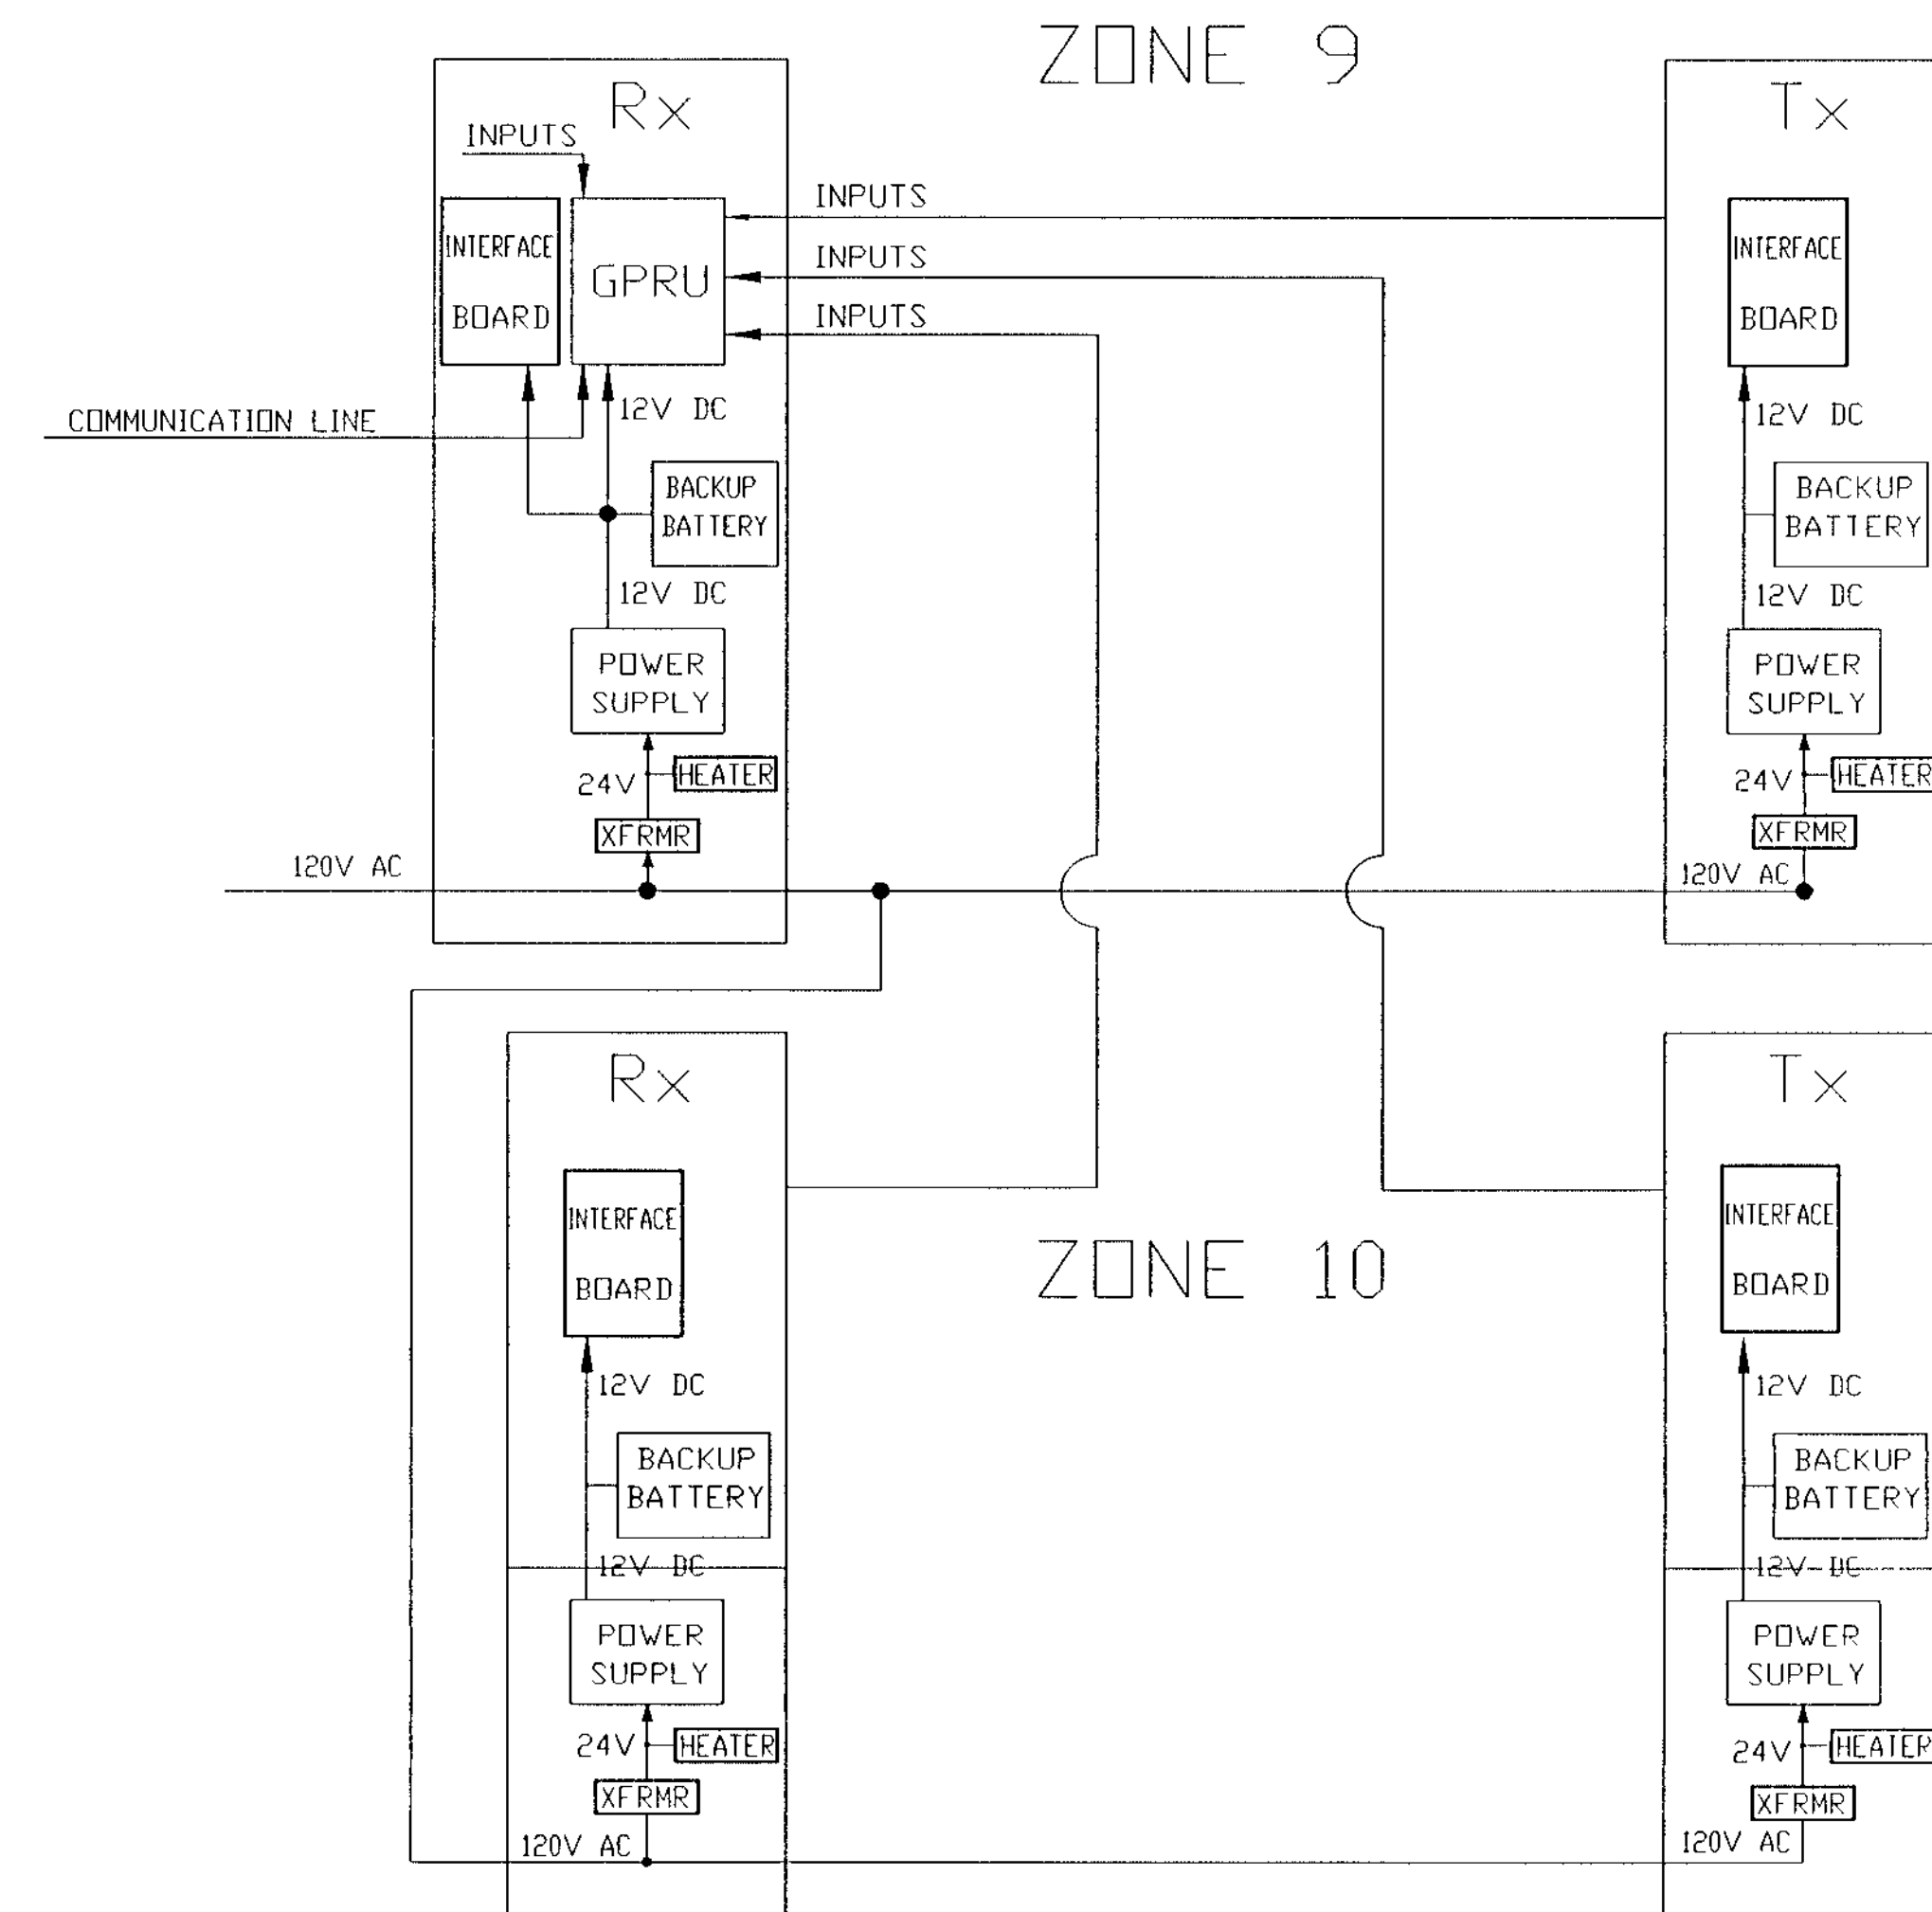 ZONE 9
Rx
INPUTS
INTERFACE
BOARD
GPRU
INPUTS
INPUTS
INPUTS
12V DC
COMMUNICATION LINE
BACKUP
BATTERY
12V DC
POWER
SUPPLY
24V
HEATER
XFRMR
120V AC
Tx
INTERFACE
BOARD
12V DC
BACKUP
BATTERY
12V DC
POWER
SUPPLY
24V
HEATER
XFRMR
120V AC
Rx
INTERFACE
BOARD
12V DC
BACKUP
BATTERY
12V DC
POWER
SUPPLY
24V
HEATER
XFRMR
120V AC
ZONE 10
Tx
INTERFACE
BOARD
12V DC
BACKUP
BATTERY
12V DC
POWER
SUPPLY
24V
HEATER
XFRMR
120V AC